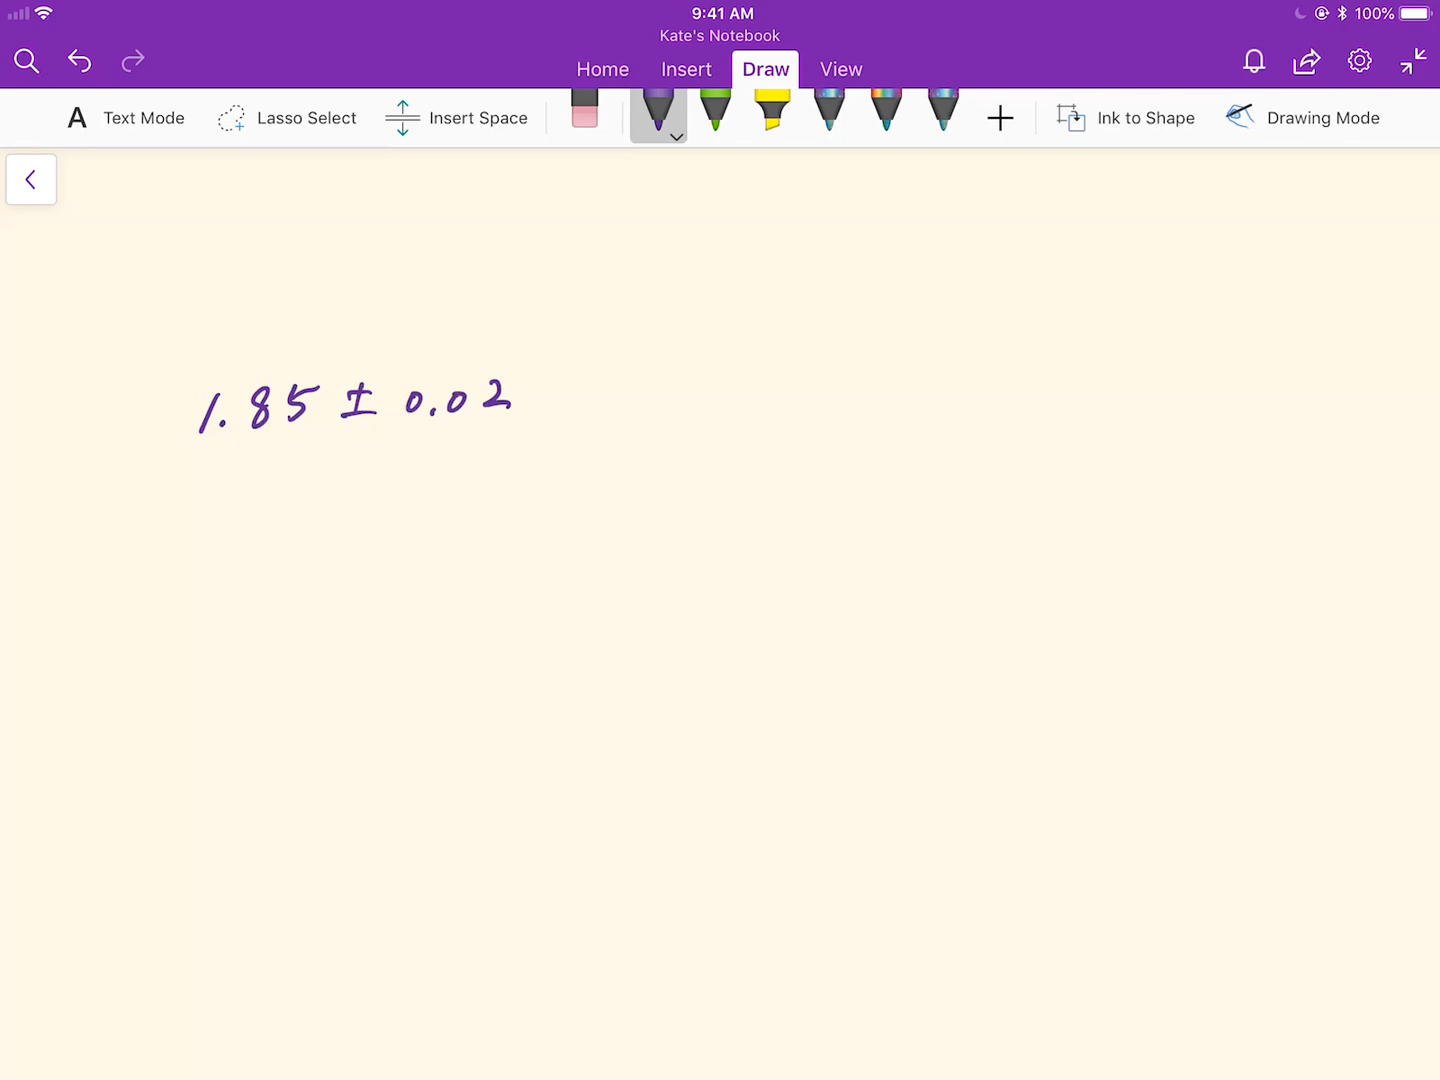 9:41 AM
100%
Kate's Notebook
Home Insert Draw View
A Text Mode Lasso Select Insert Space Ink to Shape Drawing Mode
1.85 ± 0.02